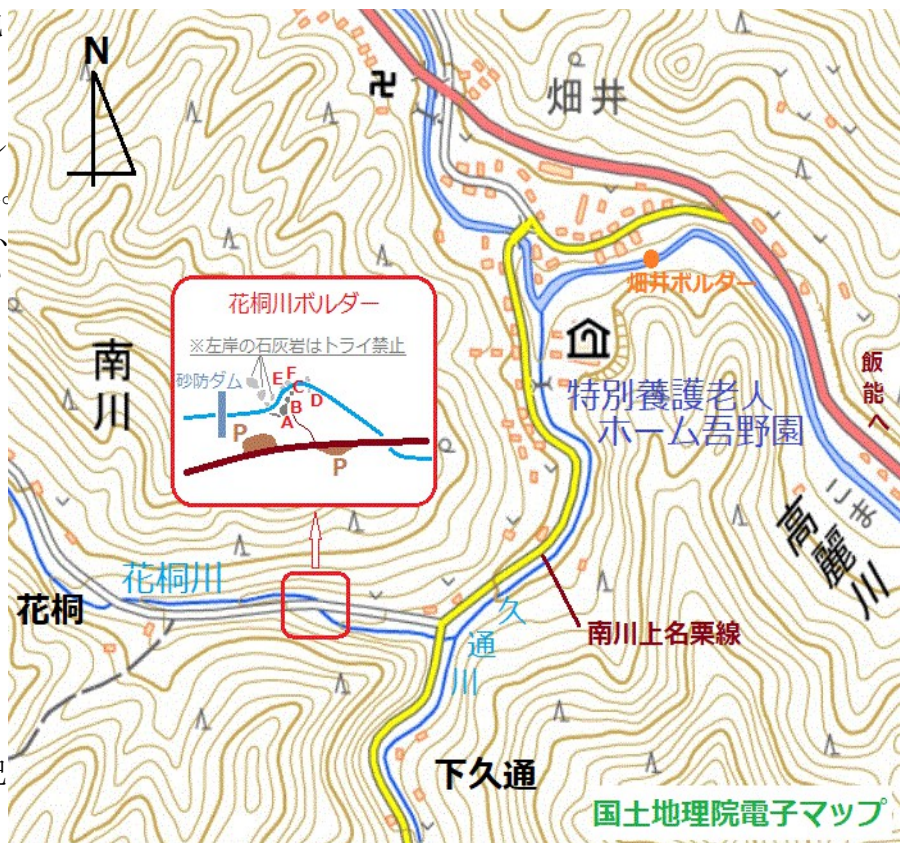 N
卍
畑井
畑井ボルダー
花桐川ボルダー
※左岸の石灰岩はトライ禁止
砂防ダム
E
F
C
D
B
A
P
P
南川
飯能へ
特別養護老人
ホーム吾野園
こま
高麗川
花桐川
花桐
久通川
南川上名栗線
下久通
国土地理院電子マップ